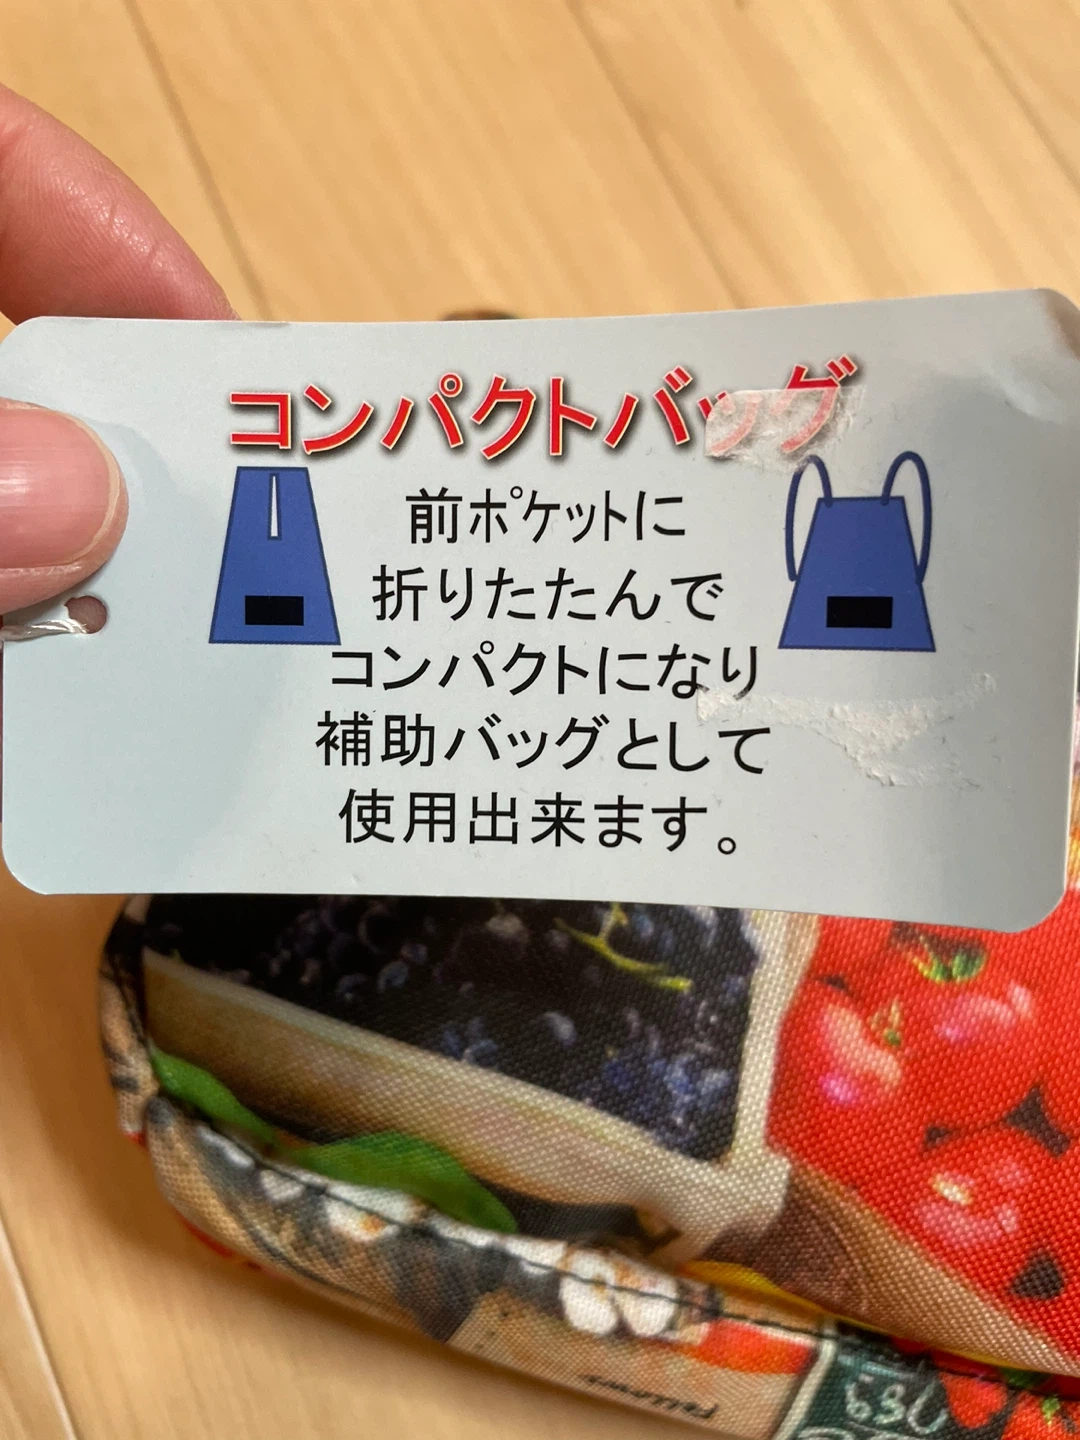 コンパクトバッグ
前ポケットに
折りたたんで
コンパクトになり
補助バッグとして
使用出来ます。
Fellows